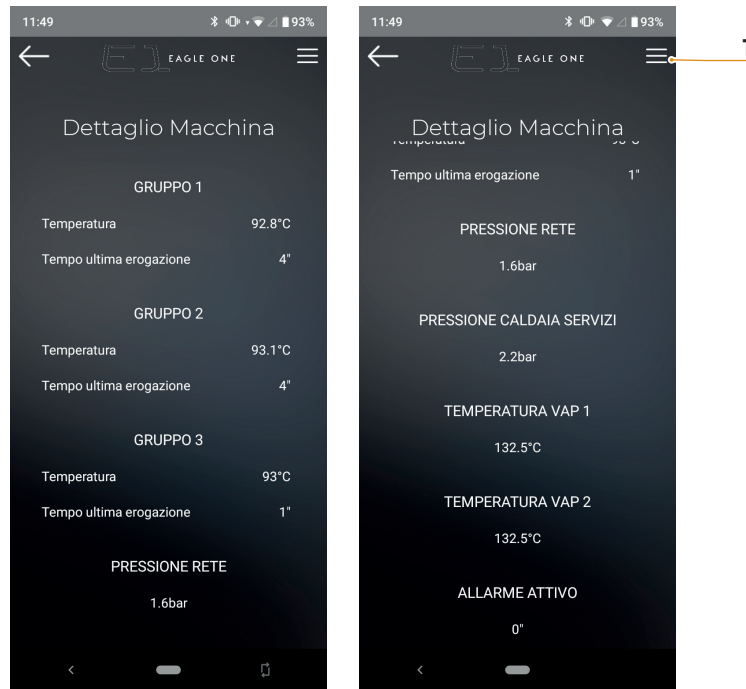 11:49
93%
E1 EAGLE ONE
Dettaglio Macchina
GRUPPO 1
Temperatura 92.8°C
Tempo ultima erogazione 4"
GRUPPO 2
Temperatura 93.1°C
Tempo ultima erogazione 4"
GRUPPO 3
Temperatura 93°C
Tempo ultima erogazione 1"
PRESSIONE RETE
1.6bar
11:49
93%
E1 EAGLE ONE
Dettaglio Macchina
Temperatura
Tempo ultima erogazione 1"
PRESSIONE RETE
1.6bar
PRESSIONE CALDAIA SERVIZI
2.2bar
TEMPERATURA VAP 1
132.5°C
TEMPERATURA VAP 2
132.5°C
ALLARME ATTIVO
0"